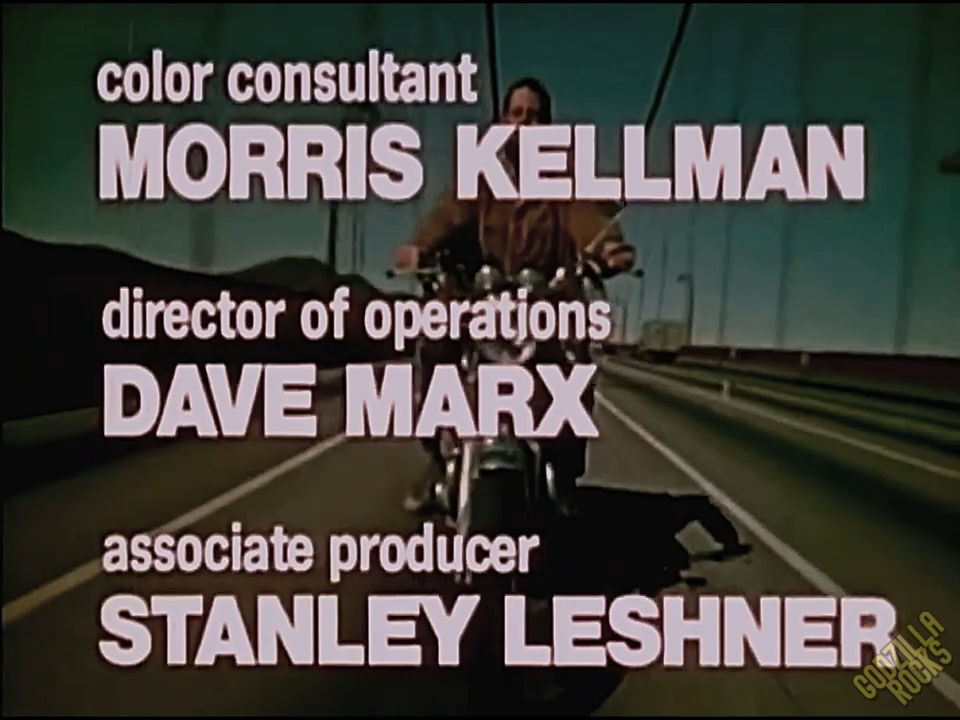 color consultant
MORRIS KELLMAN
director of operations
DAVE MARX
associate producer
STANLEY LESHNER
GODZILLA
ROCKS